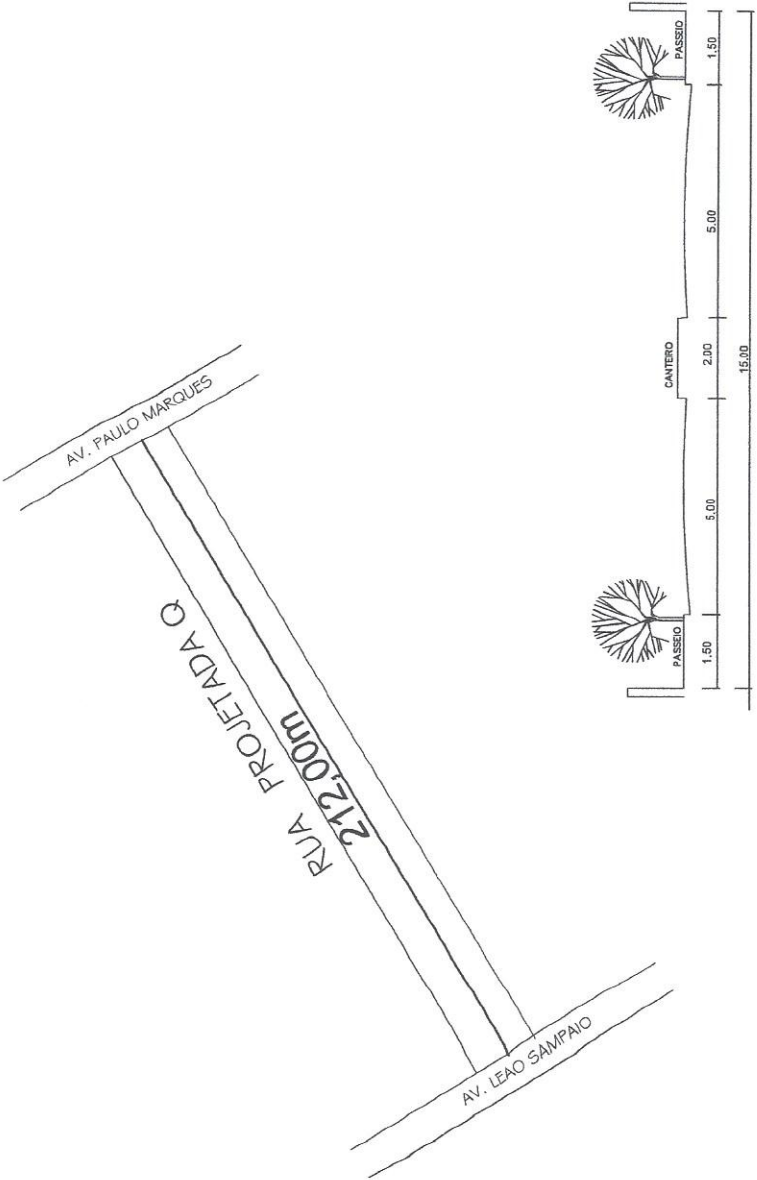 AV. PAULO MARQUES
RUA PROJETADA Q
212,00m
AV. LEAO SAMPAIO
PASSEIO
1.50
5.00
CANTERO
2.00
5.00
PASSEIO
1.50
15.00